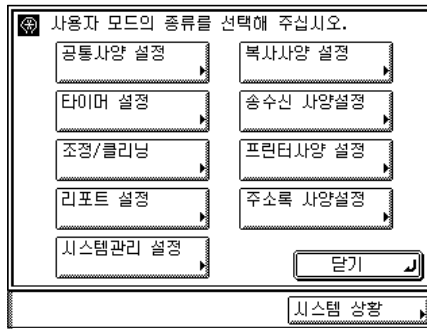 사용자 모드의 종류를 선택해 주십시오.
공통사양 설정
복사사양 설정
타이머 설정
송수신 사양설정
조정/클리닝
프린터사양 설정
리포트 설정
주소록 사양설정
시스템관리 설정
닫기
시스템 상황